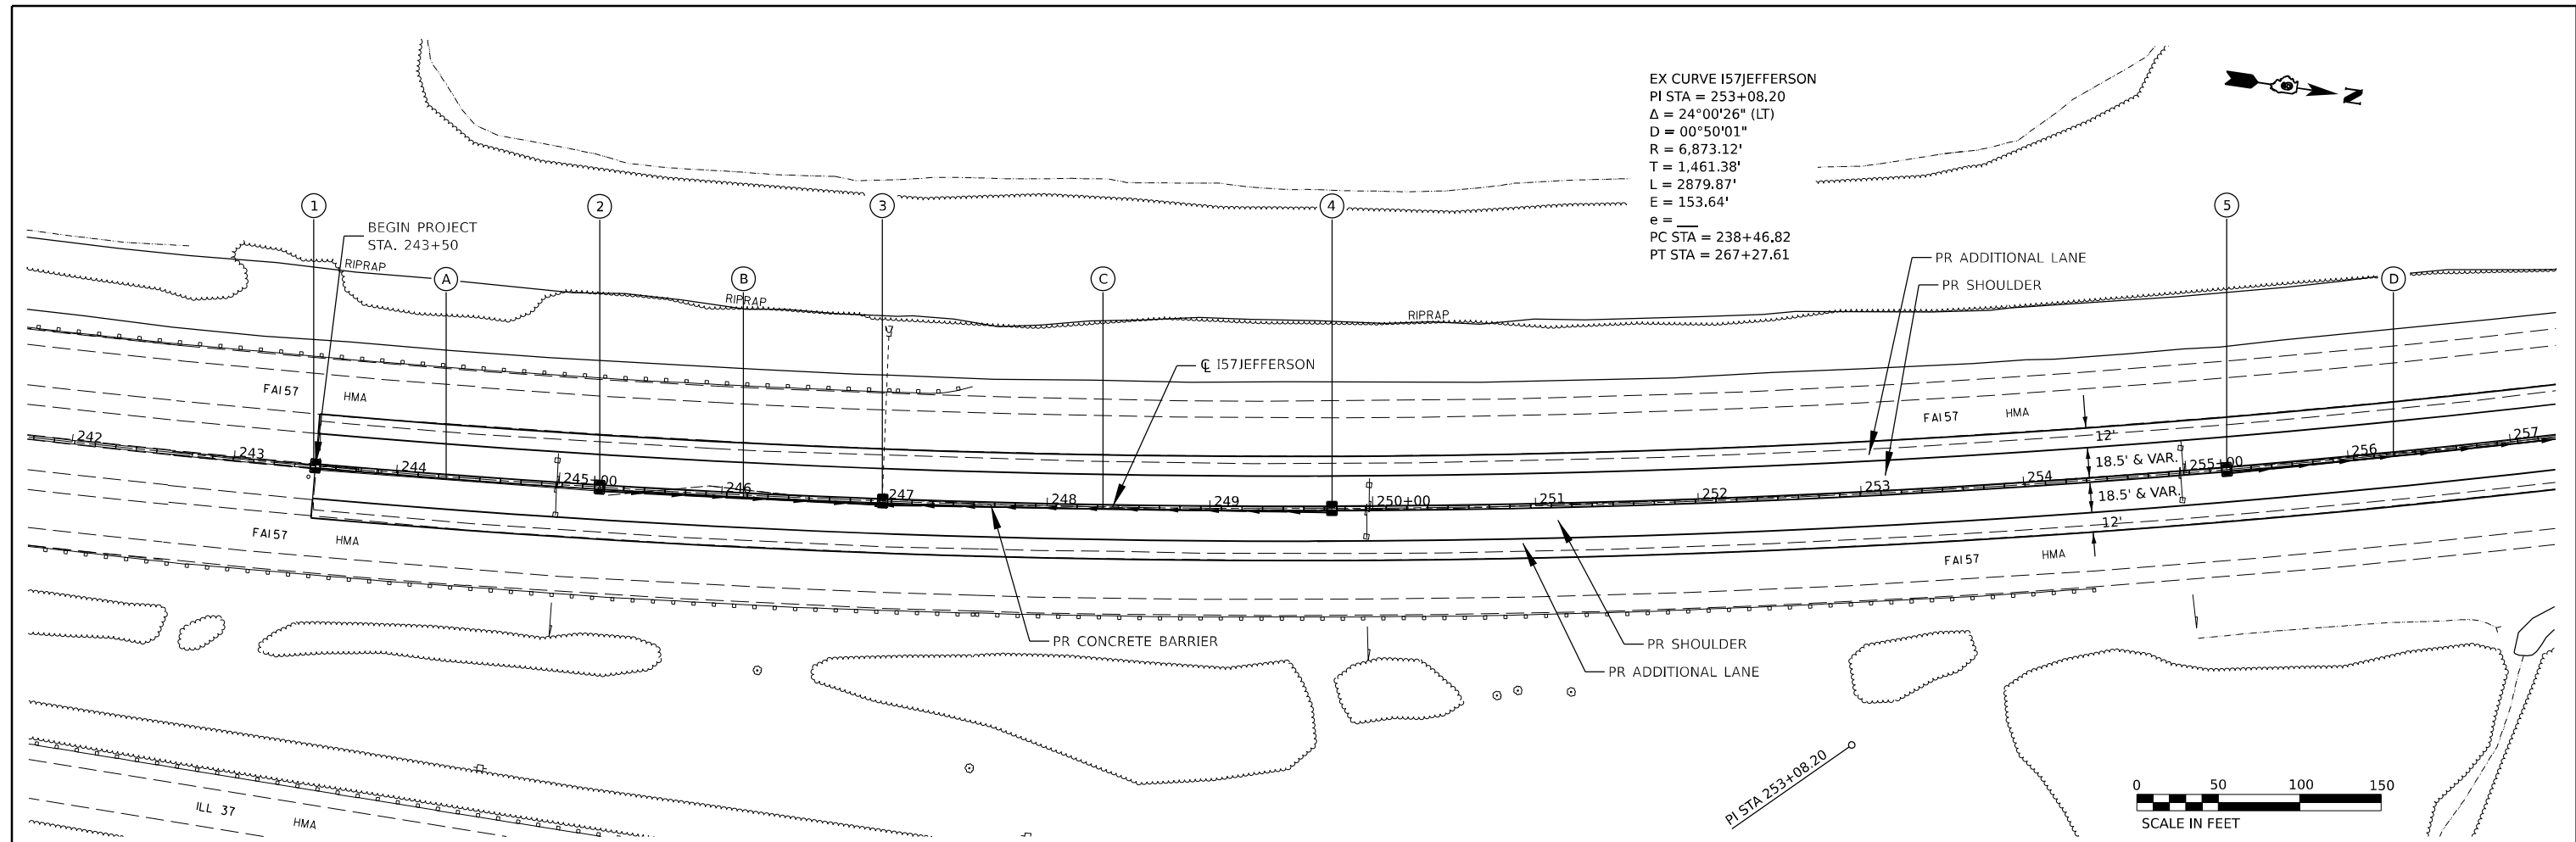 EX CURVE I57JEFFERSON
PI STA = 253+08.20
Δ = 24°00'26" (LT)
D = 00°50'01"
R = 6,873.12'
T = 1,461.38'
L = 2879.87'
E = 153.64'
e = __
PC STA = 238+46.82
PT STA = 267+27.61
N
1
2
3
4
5
BEGIN PROJECT
STA. 243+50
RIPRAP
A
B
C
D
RIPRAP
RIPRAP
PR ADDITIONAL LANE
PR SHOULDER
℄ I57JEFFERSON
FAI 57
HMA
FAI 57
HMA
12'
18.5' & VAR.
18.5' & VAR.
12'
242
243
244
245+00
246
247
248
249
250+00
251
252
253
254
255+00
256
257
FAI 57
HMA
FAI 57
HMA
PR CONCRETE BARRIER
PR SHOULDER
PR ADDITIONAL LANE
PI STA 253+08.20
ILL 37
HMA
0 50 100 150
SCALE IN FEET